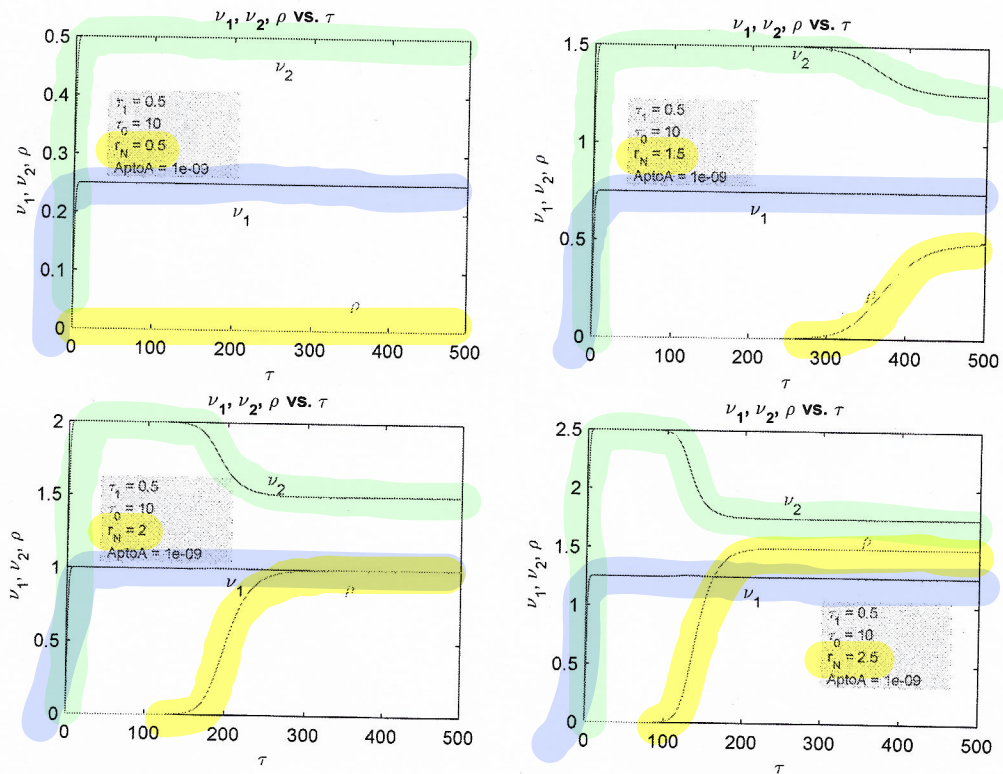 ν₁, ν₂, ρ vs. τ
0.5
0.4
0.3
0.2
0.1
0
ν₁, ν₂, ρ
ν₂
τ₁ = 0.5
τ₀ = 10
r_N = 0.5
AptoA = 1e-09
ν₁
ρ
0 100 200 300 400 500
τ
ν₁, ν₂, ρ vs. τ
1.5
1
0.5
0
ν₁, ν₂, ρ
ν₂
τ₁ = 0.5
τ₀ = 10
r_N = 1.5
AptoA = 1e-09
ν₁
ρ
0 100 200 300 400 500
τ
ν₁, ν₂, ρ vs. τ
2
1.5
1
0.5
0
ν₁, ν₂, ρ
τ₁ = 0.5
τ₀ = 10
r_N = 2
AptoA = 1e-09
ν₂
ν₁
ρ
0 100 200 300 400 500
τ
ν₁, ν₂, ρ vs. τ
2.5
2
1.5
1
0.5
0
ν₁, ν₂, ρ
ν₂
ρ
ν₁
τ₁ = 0.5
τ₀ = 10
r_N = 2.5
AptoA = 1e-09
0 100 200 300 400 500
τ